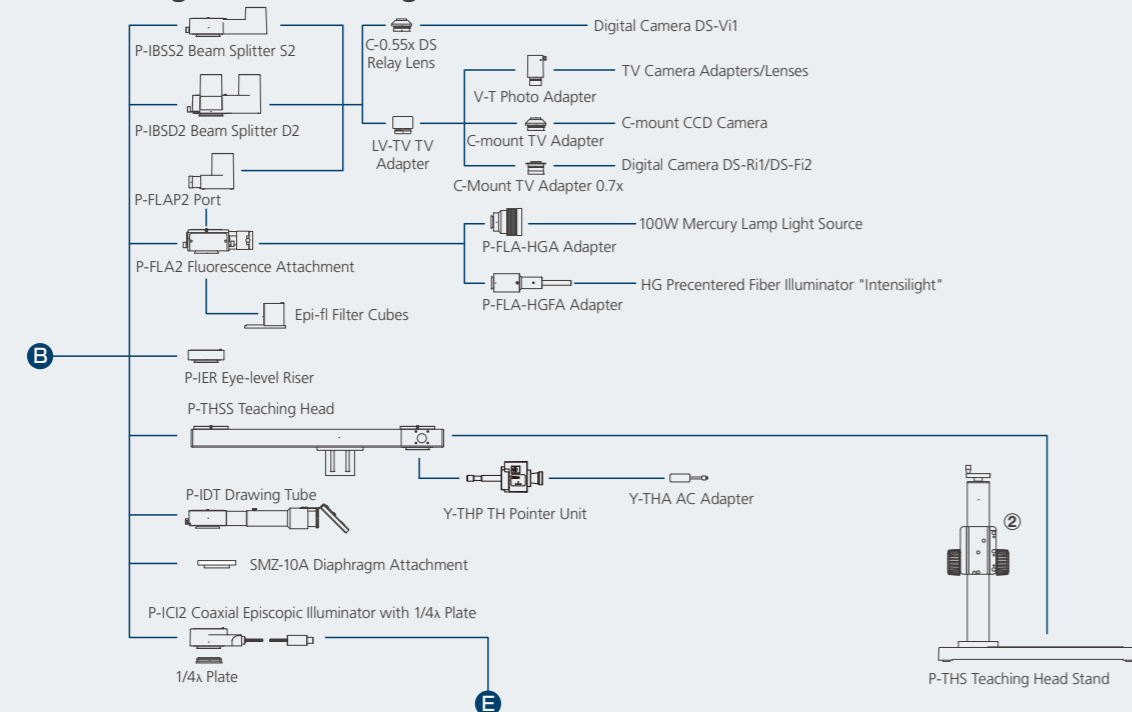 P-IBSS2 Beam Splitter S2
C-0.55x DS
Relay Lens
Digital Camera DS-Vi1
V-T Photo Adapter
TV Camera Adapters/Lenses
P-IBSD2 Beam Splitter D2
LV-TV TV
Adapter
C-mount TV Adapter
C-mount CCD Camera
C-Mount TV Adapter 0.7x
Digital Camera DS-Ri1/DS-Fi2
P-FLAP2 Port
P-FLA2 Fluorescence Attachment
P-FLA-HGA Adapter
100W Mercury Lamp Light Source
P-FLA-HGFA Adapter
HG Precentered Fiber Illuminator "Intensilight"
Epi-fl Filter Cubes
B
P-IER Eye-level Riser
P-THSS Teaching Head
Y-THP TH Pointer Unit
Y-THA AC Adapter
P-IDT Drawing Tube
②
SMZ-10A Diaphragm Attachment
P-ICI2 Coaxial Episcopic Illuminator with 1/4λ Plate
1/4λ Plate
P-THS Teaching Head Stand
E